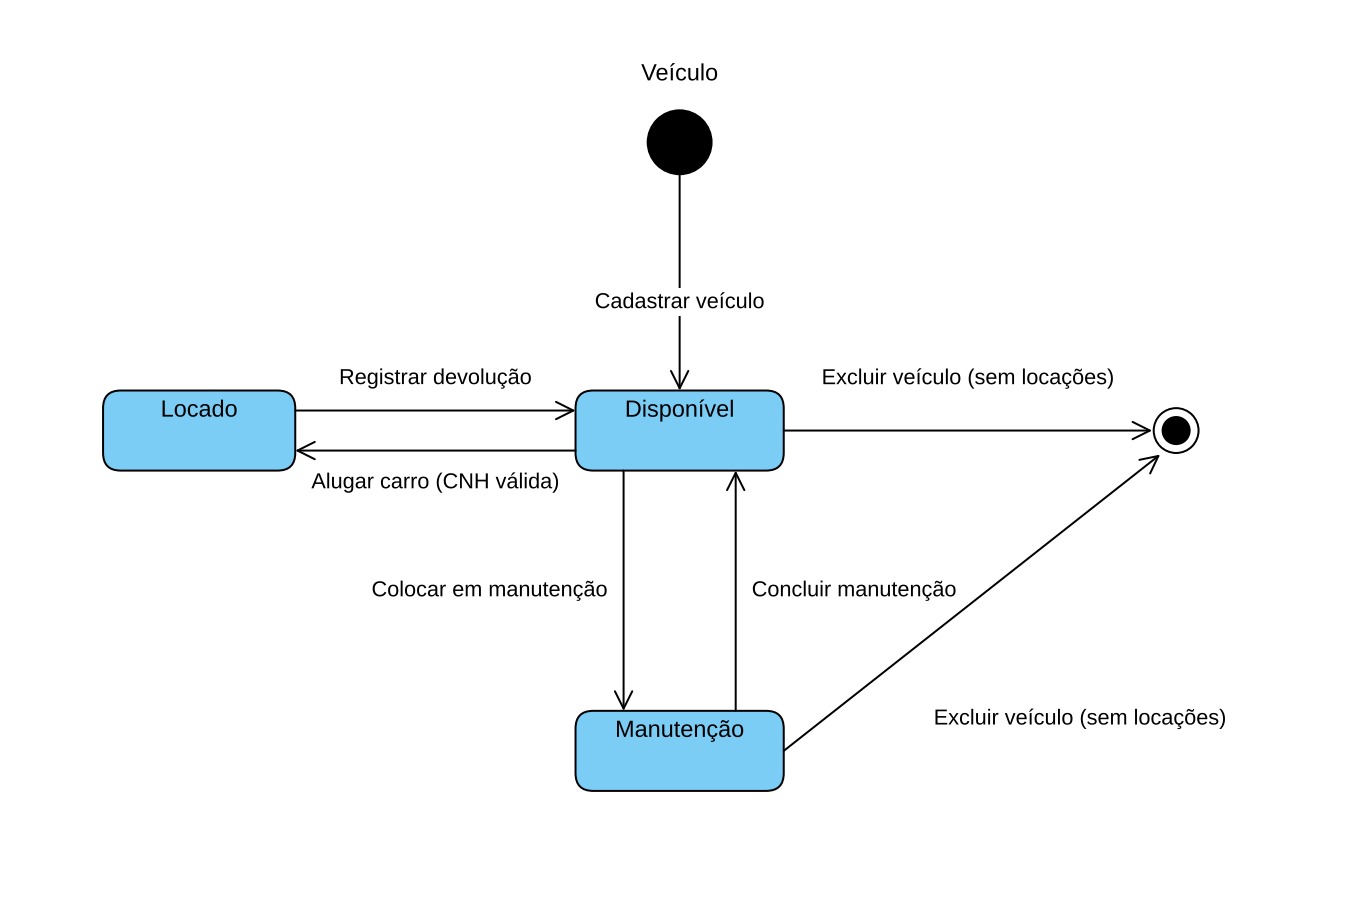 Veículo
Cadastrar veículo
Registrar devolução
Excluir veículo (sem locações)
Locado
Disponível
Alugar carro (CNH válida)
Colocar em manutenção
Concluir manutenção
Manutenção
Excluir veículo (sem locações)